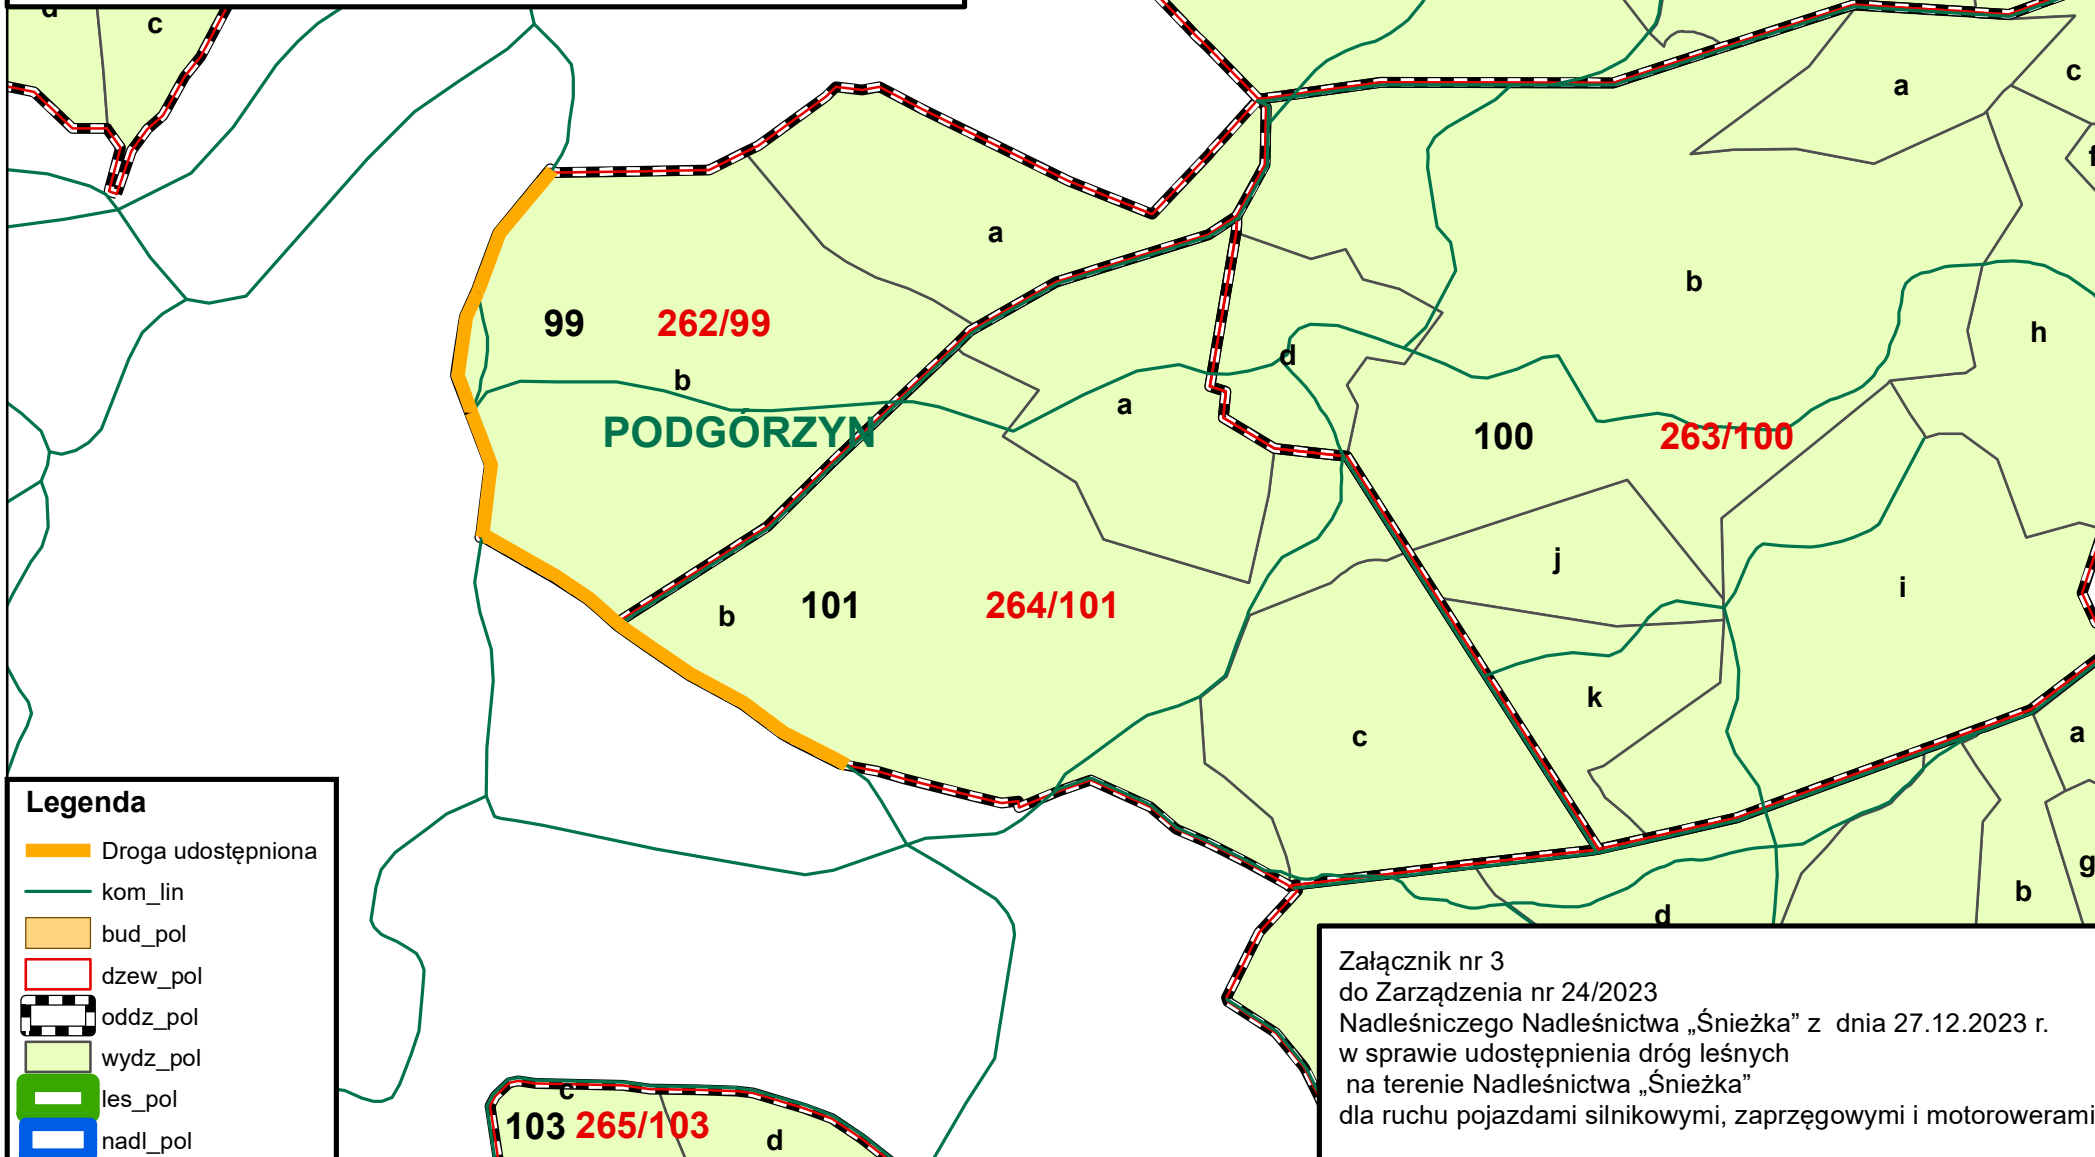 d
c
a
c
f
a
b
h
99
262/99
b
d
a
PODGÓRZYN
100
263/100
j
i
b
101
264/101
k
c
a
g
b
d
Legenda
Droga udostępniona
kom_lin
bud_pol
dzew_pol
oddz_pol
wydz_pol
les_pol
nadl_pol
c
103
265/103
d
Załącznik nr 3
do Zarządzenia nr 24/2023
Nadleśniczego Nadleśnictwa „Śnieżka” z  dnia 27.12.2023 r.
w sprawie udostępnienia dróg leśnych
na terenie Nadleśnictwa „Śnieżka”
dla ruchu pojazdami silnikowymi, zaprzęgowymi i motorowerami